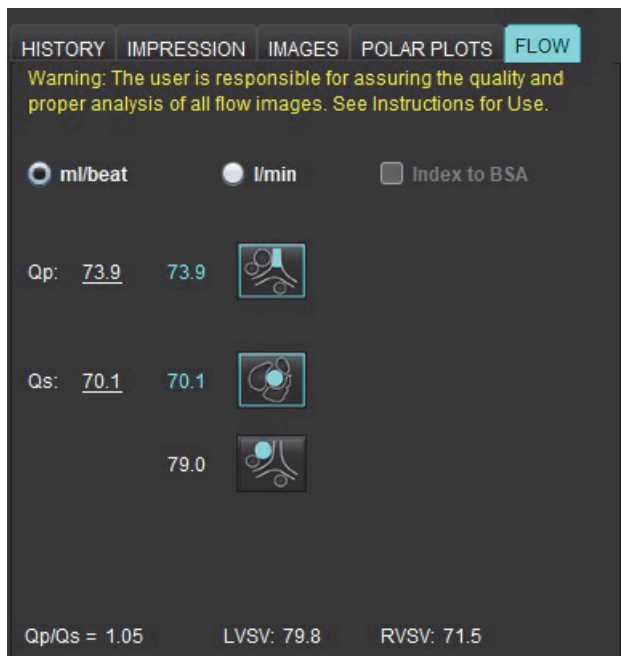 HISTORY IMPRESSION IMAGES POLAR PLOTS FLOW
Warning: The user is responsible for assuring the quality and
proper analysis of all flow images. See Instructions for Use.
ml/beat l/min Index to BSA
Qp: 73.9 73.9
Qs: 70.1 70.1
79.0
Qp/Qs = 1.05 LVSV: 79.8 RVSV: 71.5